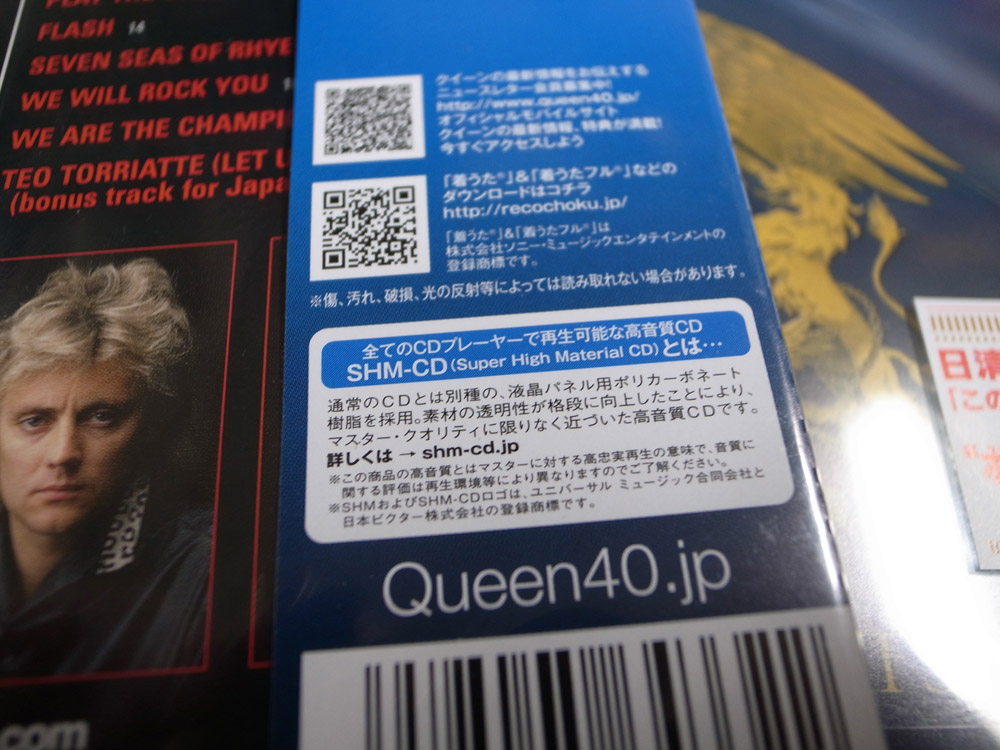 PLAY THE
FLASH 14
SEVEN SEAS OF RHYE
WE WILL ROCK YOU
WE ARE THE CHAMPI
TEO TORRIATTE (LET U
(bonus track for Japa
クイーンの最新情報をお伝えする
ニュースレター会員募集中!
http://www.queen40.jp/
オフィシャルモバイルサイト
クイーンの最新情報、特典が満載!
今すぐアクセスしよう
「着うた®」&「着うたフル®」などの
ダウンロードはコチラ
http://recochoku.jp/
「着うた®」&「着うたフル®」は
株式会社ソニー・ミュージックエンタテインメントの
登録商標です。
※傷、汚れ、破損、光の反射等によっては読み取れない場合があります。
全てのCDプレーヤーで再生可能な高音質CD
SHM-CD(Super High Material CD)とは…
通常のCDとは別種の、液晶パネル用ポリカーボネート
樹脂を採用。素材の透明性が格段に向上したことにより、
マスター・クオリティに限りなく近づいた高音質CDです。
詳しくは → shm-cd.jp
※この商品の高音質とはマスターに対する高忠実再生の意味で、音質に
関する評価は再生環境等により異なりますのでご了解ください。
※SHMおよびSHM-CDロゴは、ユニバーサル ミュージック合同会社と
日本ビクター株式会社の登録商標です。
Queen40.jp
.com
日清
「この